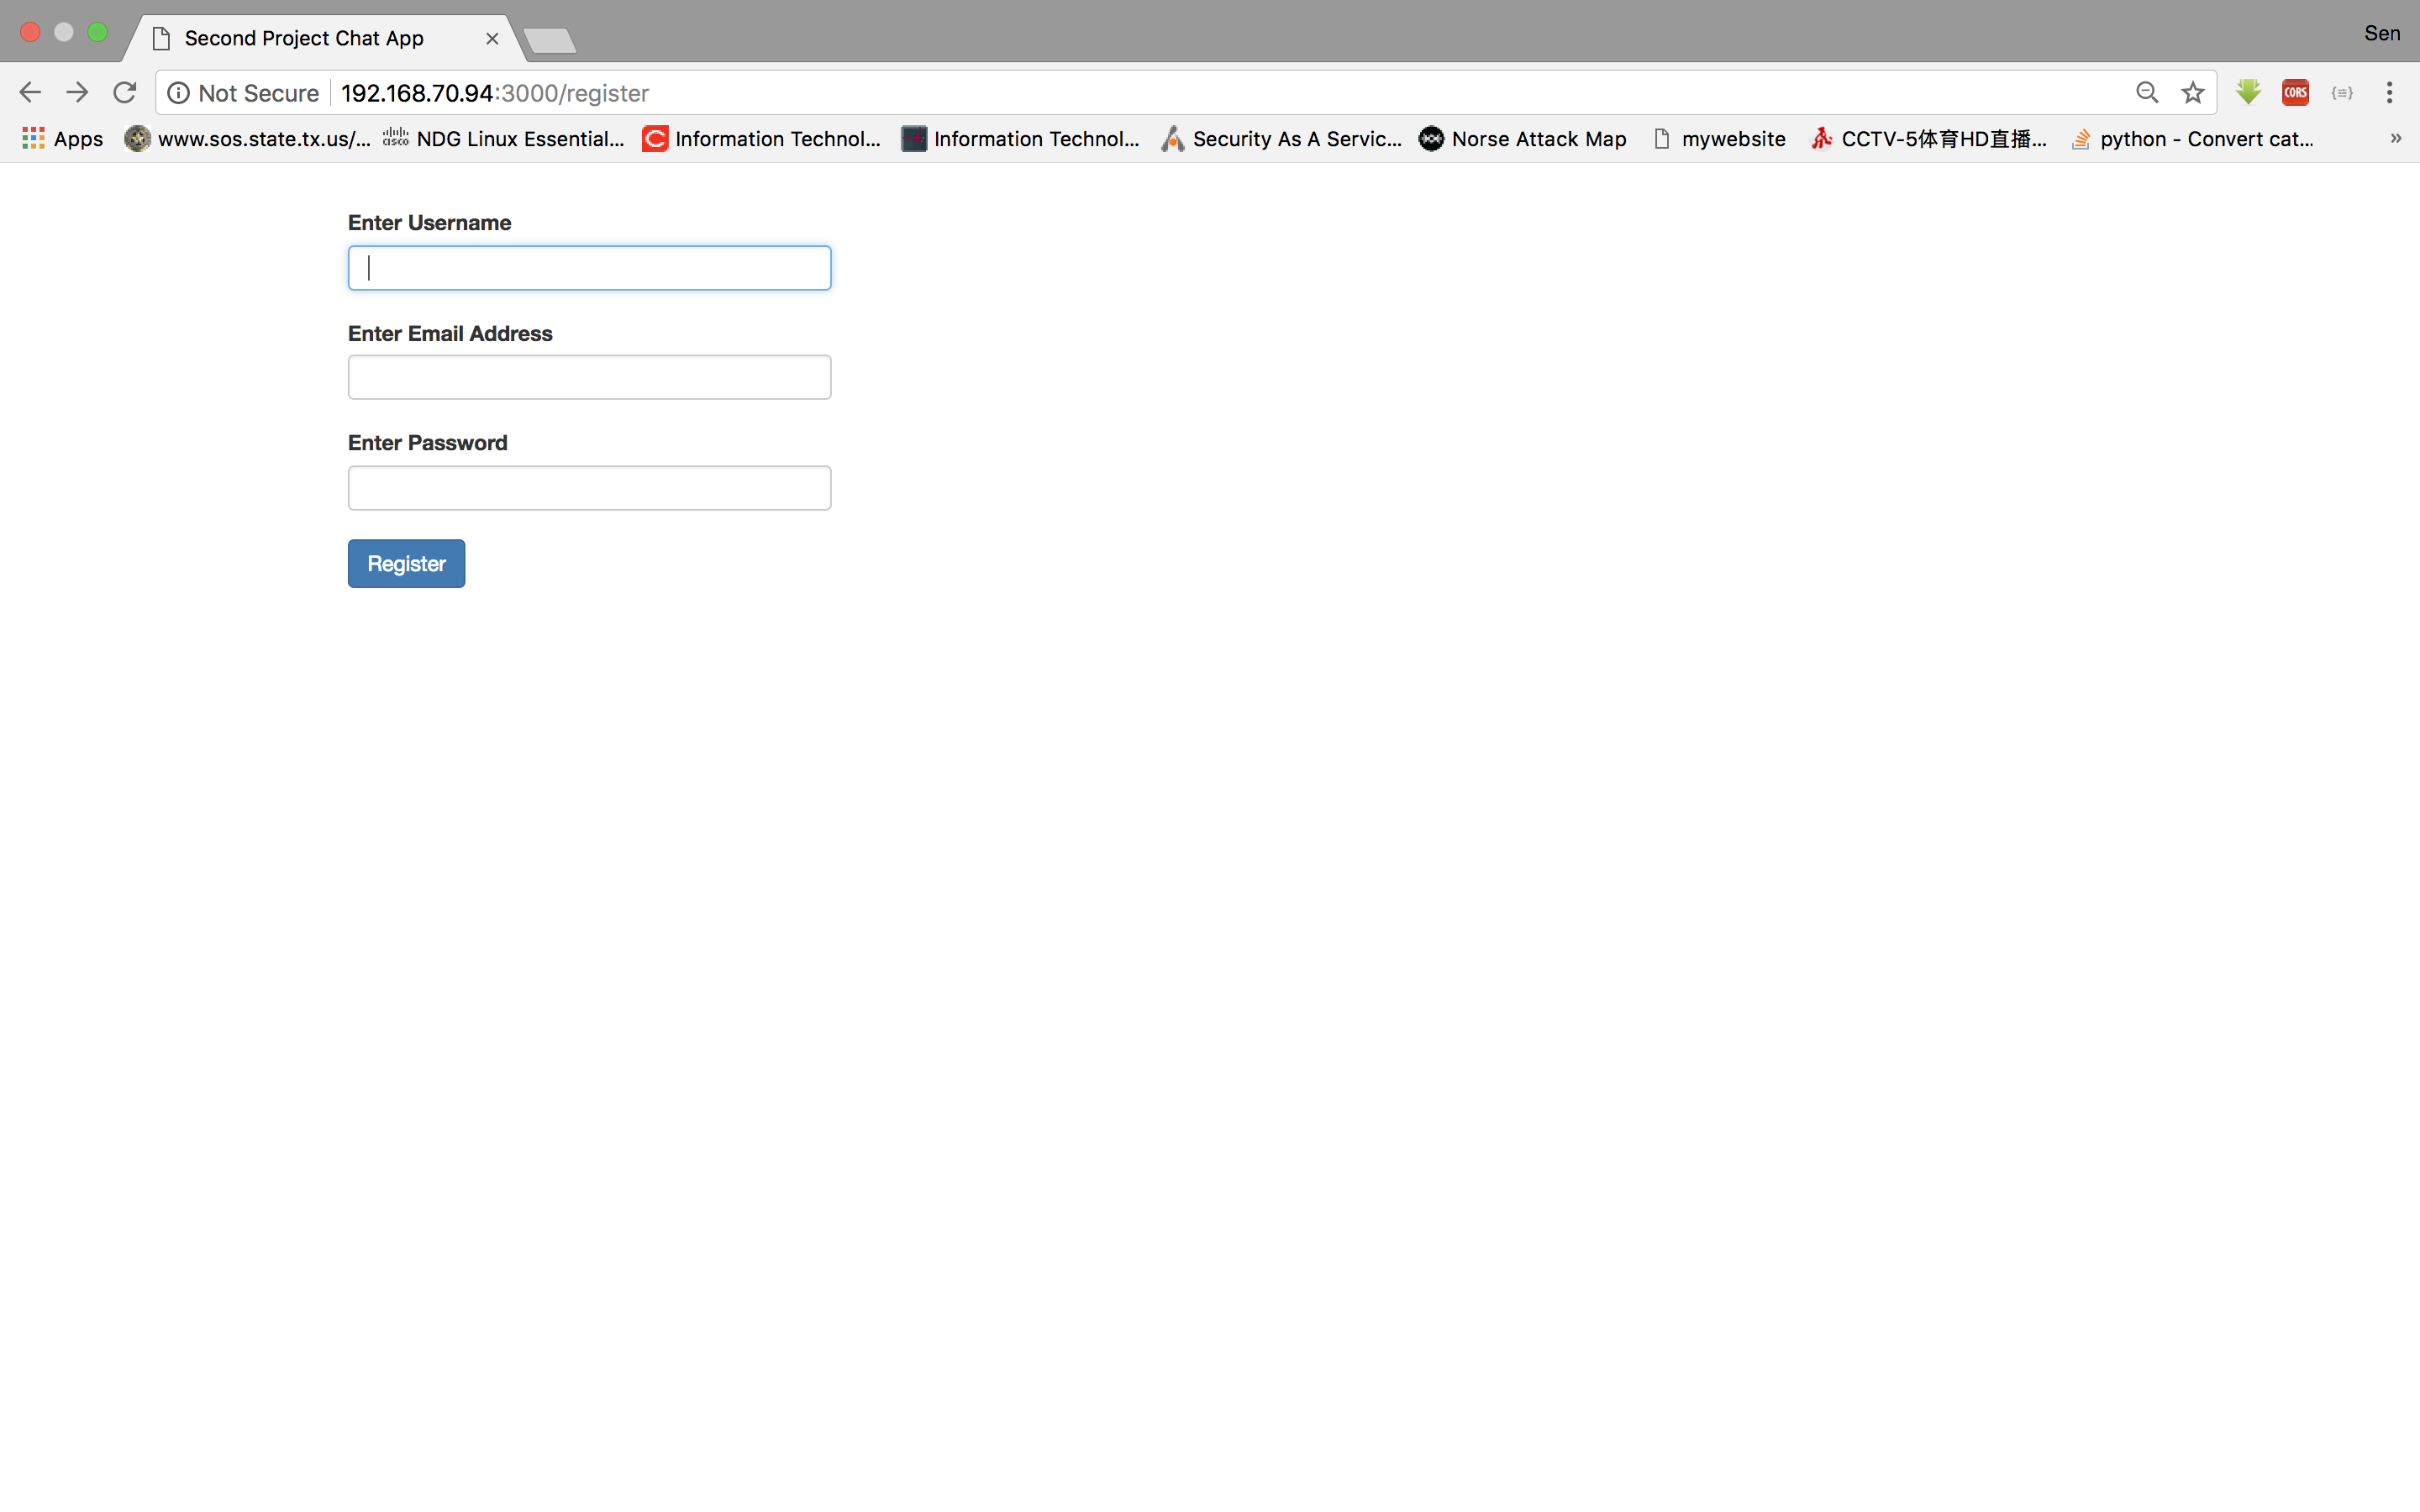 Second Project Chat App
Sen
Not Secure 192.168.70.94:3000/register
CORS
Apps www.sos.state.tx.us/... cisco NDG Linux Essential... Information Technol... Information Technol... Security As A Servic... Norse Attack Map mywebsite CCTV-5体育HD直播... python - Convert cat... »
Enter Username
Enter Email Address
Enter Password
Register